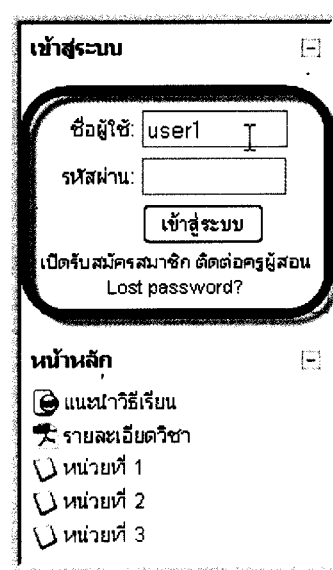 เข้าสู่ระบบ
ชื่อผู้ใช้: user1
รหัสผ่าน:
เข้าสู่ระบบ
เปิดรับสมัครสมาชิก ติดต่อครูผู้สอน
Lost password?
หน้าหลัก
แนะนำวิธีเรียน
รายละเอียดวิชา
หน่วยที่ 1
หน่วยที่ 2
หน่วยที่ 3